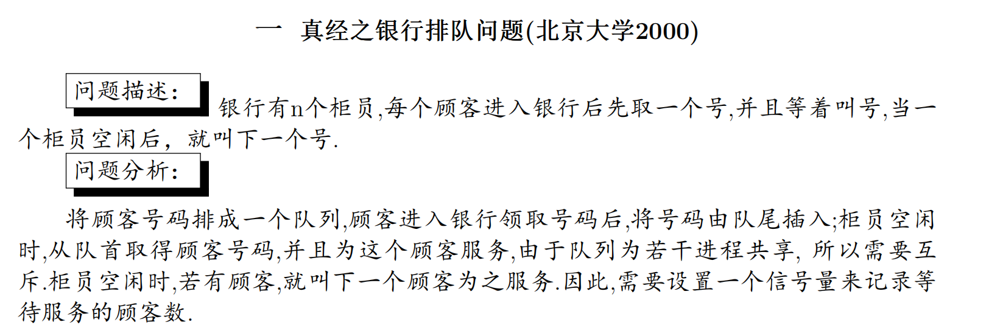 一 真经之银行排队问题(北京大学2000)
问题描述：
银行有n个柜员,每个顾客进入银行后先取一个号,并且等着叫号,当一
个柜员空闲后，就叫下一个号.
问题分析：
将顾客号码排成一个队列,顾客进入银行领取号码后,将号码由队尾插入;柜员空闲
时,从队首取得顾客号码,并且为这个顾客服务,由于队列为若干进程共享, 所以需要互
斥.柜员空闲时,若有顾客,就叫下一个顾客为之服务.因此,需要设置一个信号量来记录等
待服务的顾客数.